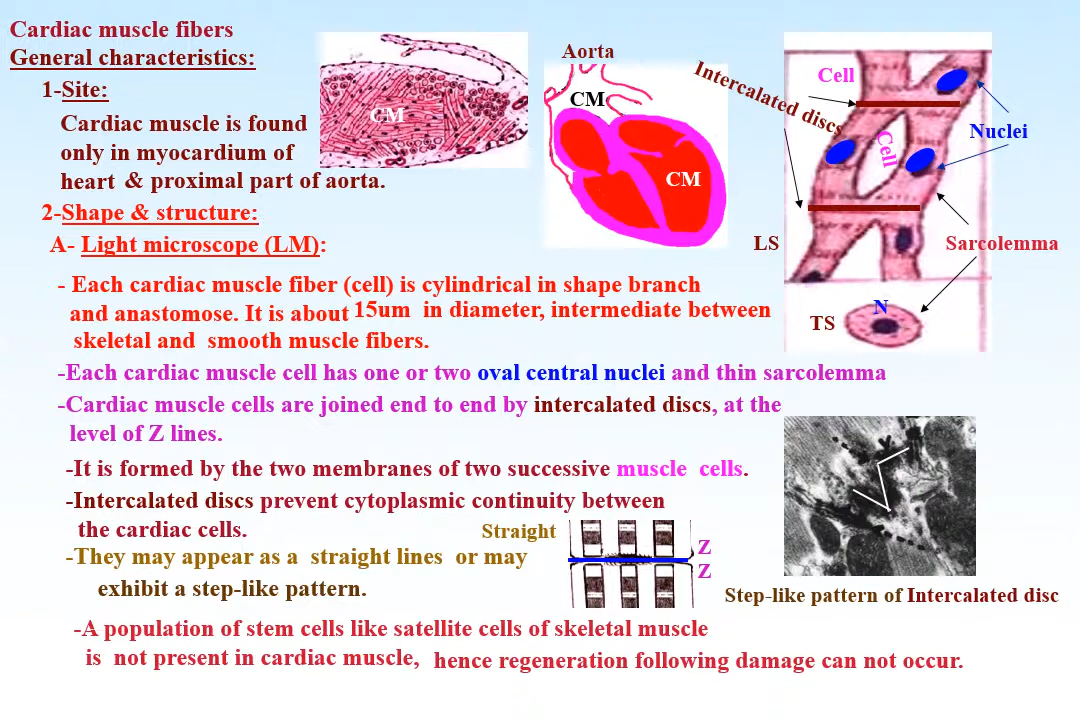 Cardiac muscle fibers
General characteristics:
1-Site:
Cardiac muscle is found
only in myocardium of
heart & proximal part of aorta.
CM
Aorta
CM
CM
Cell
Intercalated discs
Cell
Nuclei
LS
Sarcolemma
N
TS
2-Shape & structure:
A- Light microscope (LM):
- Each cardiac muscle fiber (cell) is cylindrical in shape branch
and anastomose. It is about 15um in diameter, intermediate between
skeletal and smooth muscle fibers.
-Each cardiac muscle cell has one or two oval central nuclei and thin sarcolemma
-Cardiac muscle cells are joined end to end by intercalated discs, at the
level of Z lines.
-It is formed by the two membranes of two successive muscle cells.
-Intercalated discs prevent cytoplasmic continuity between
the cardiac cells.
-They may appear as a straight lines or may
exhibit a step-like pattern.
Straight
Z
Z
Step-like pattern of Intercalated disc
-A population of stem cells like satellite cells of skeletal muscle
is not present in cardiac muscle, hence regeneration following damage can not occur.